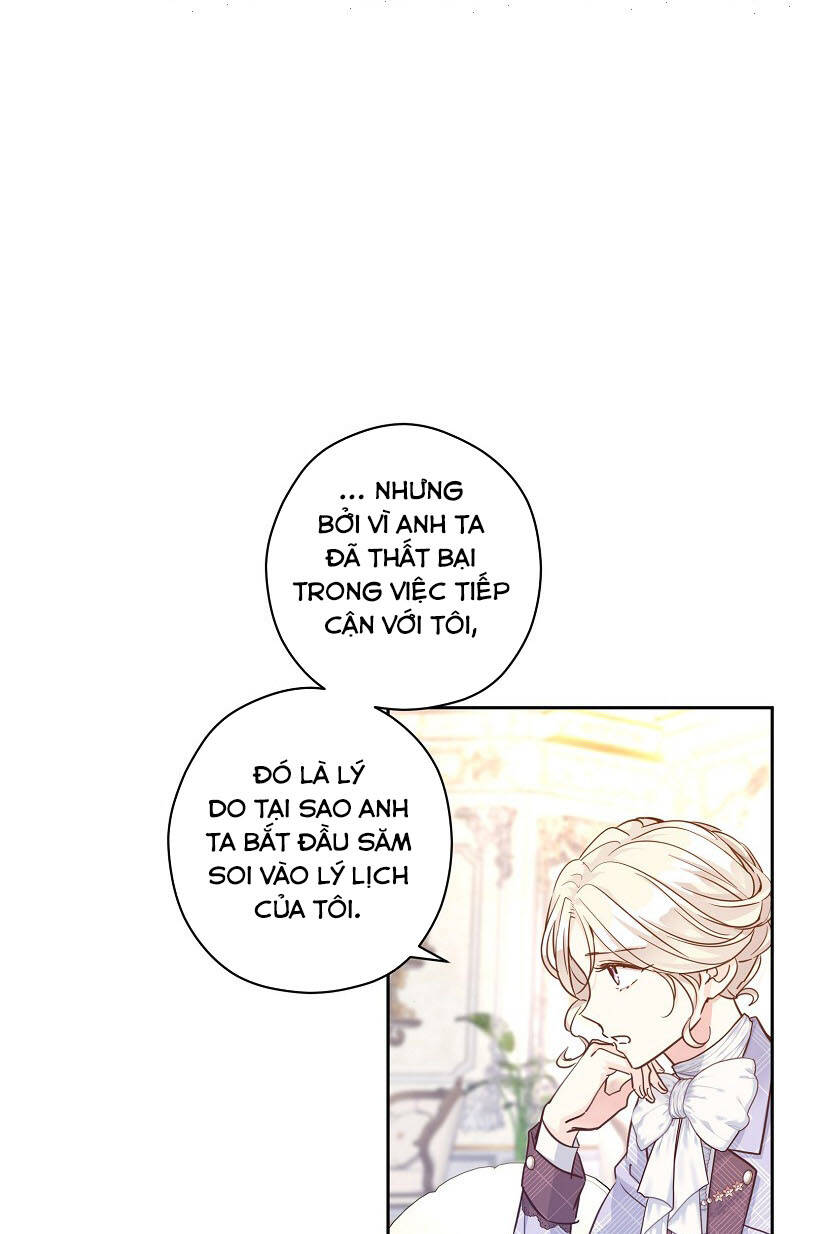 ... NHƯNG
BỞI VÌ ANH TA
ĐÃ THẤT BẠI
TRONG VIỆC TIẾP
CẬN VỚI TÔI,
ĐÓ LÀ LÝ
DO TẠI SAO ANH
TA BẮT ĐẦU SĂM
SOI VÀO LÝ LỊCH
CỦA TÔI.